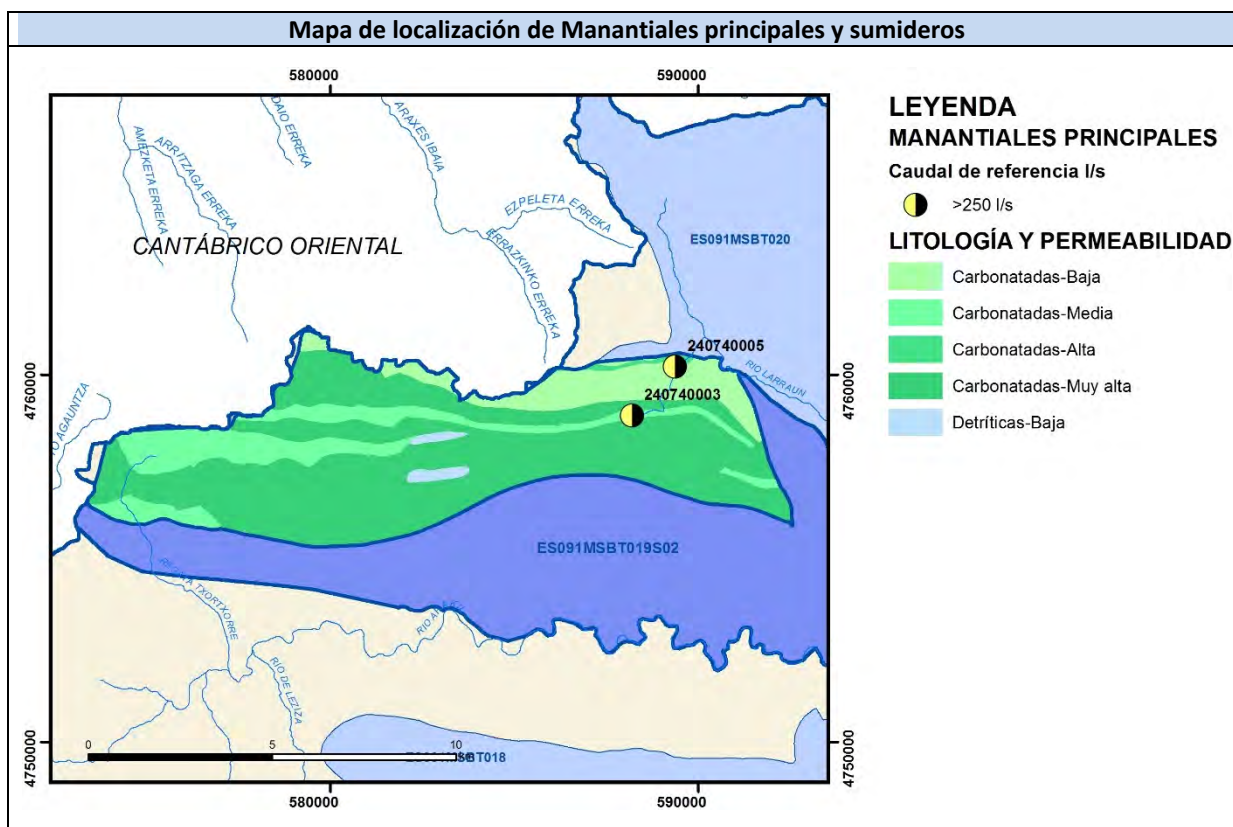 Mapa de localización de Manantiales principales y sumideros
580000
590000
4760000
4750000
AMEZKETA ERREKA
ARRITZAGA ERREKA
DAIO ERREKA
ARAXES IBAIA
EZPELETA ERREKA
ERRAZKINKO ERREKA
CANTÁBRICO ORIENTAL
ES091MSBT020
240740005
RIO LARRAUN
240740003
O AGAUNTZA
ES091MSBT019S02
TXORTXORRE
RIO
RIO DE LEZIZA
0
5
10
MSBT018
580000
590000
4760000
4750000
LEYENDA
MANANTIALES PRINCIPALES
Caudal de referencia l/s
>250 l/s
LITOLOGÍA Y PERMEABILIDAD
Carbonatadas-Baja
Carbonatadas-Media
Carbonatadas-Alta
Carbonatadas-Muy alta
Detríticas-Baja